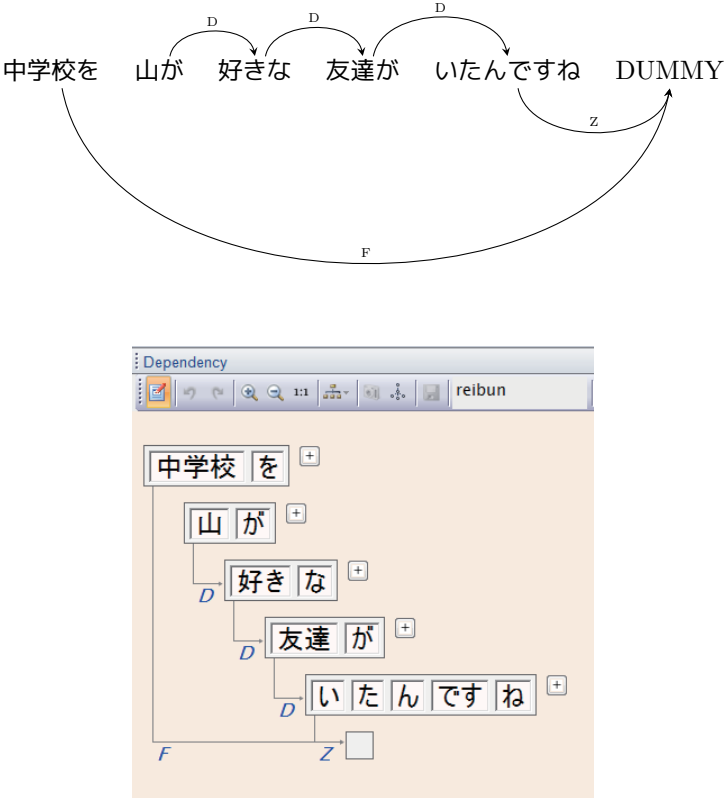 D D D
中学校を 山が 好きな 友達が いたんですね DUMMY
Z
F
Dependency
1:1 reibun
中学校 を +
山 が +
D 好き な +
D 友達 が +
D い た ん です ね +
F Z